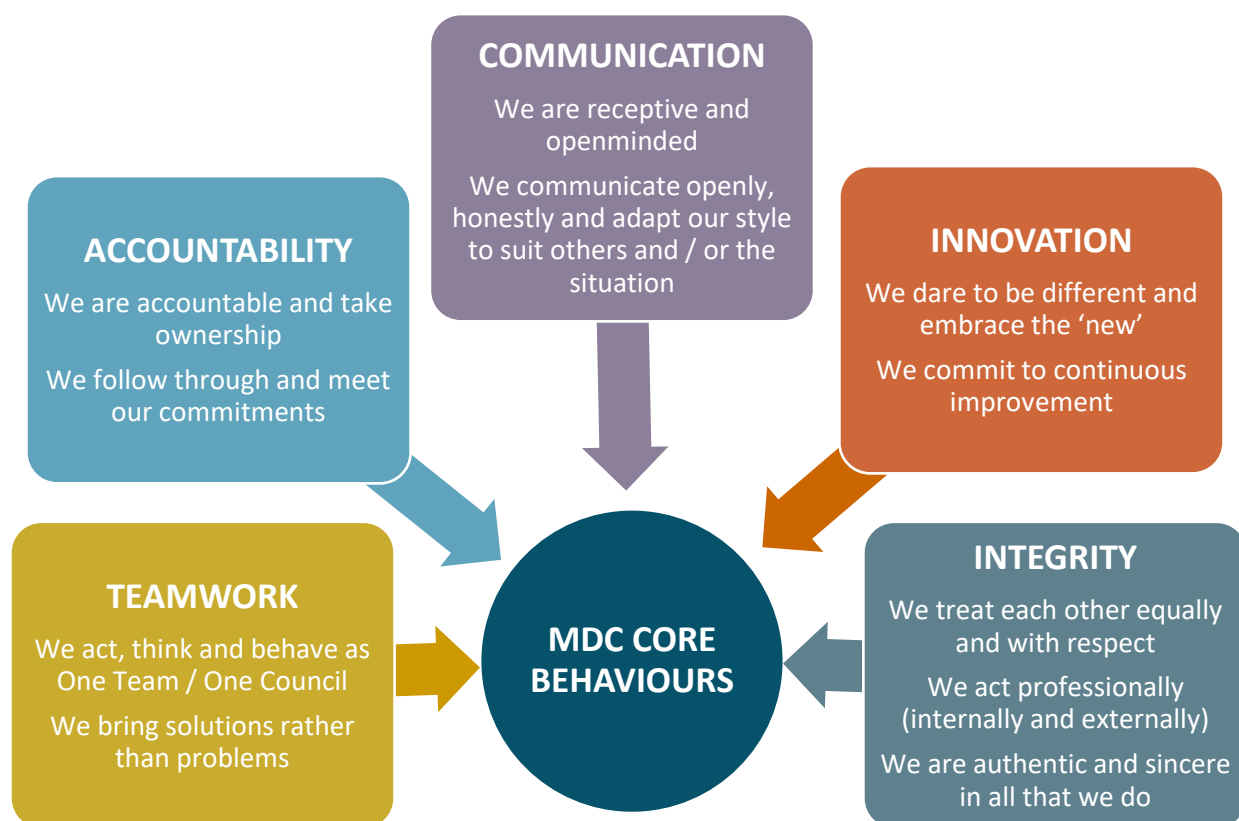 COMMUNICATION
We are receptive and
openminded
We communicate openly,
honestly and adapt our style
to suit others and / or the
situation
ACCOUNTABILITY
We are accountable and take
ownership
We follow through and meet
our commitments
INNOVATION
We dare to be different and
embrace the ‘new’
We commit to continuous
improvement
TEAMWORK
We act, think and behave as
One Team / One Council
We bring solutions rather
than problems
MDC CORE
BEHAVIOURS
INTEGRITY
We treat each other equally
and with respect
We act professionally
(internally and externally)
We are authentic and sincere
in all that we do